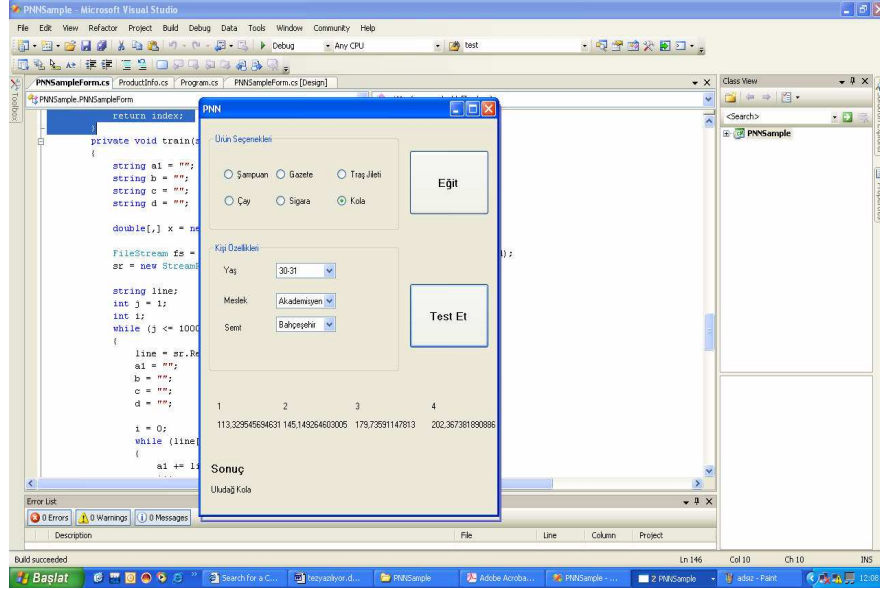 PNNSample - Microsoft Visual Studio
File Edit View Refactor Project Build Debug Data Tools Window Community Help
Debug Any CPU test
PNNSampleForm.cs ProductInfo.cs Program.cs PNNSampleForm.cs [Design]
Toolbox
PNNSample.PNNSampleForm
return index;
}
private void train(s
{
string a1 = "";
string b = "";
string c = "";
string d = "";
double[,] x = ne
FileStream fs =
sr = new StreamR
string line;
int j = 1;
int i;
while (j <= 1000
{
line = sr.Re
a1 = "";
b = "";
c = "";
d = "";
i = 0;
while (line[
{
a1 += li
PNN
Ürün Seçenekleri
Şampuan Gazete Traş Jileti
Çay Sigara Kola
Eğit
Kişi Özellikleri
Yaş 30-31
Meslek Akademisyen
Semt Bahçeşehir
Test Et
1 2 3 4
113,329545694631 145,149264603005 179,73591147813 202,367381890886
Sonuç
Uludağ Kola
Class View
<Search>
PNNSample
Error List
0 Errors 0 Warnings 0 Messages
Description File Line Column Project
Build succeeded Ln 146 Col 10 Ch 10 INS
Başlat Search for a C... tezyazılıyor.d... PNNSample Adobe Acroba... PNNSample - ... 2 PNNSample adsız - Paint 12:08